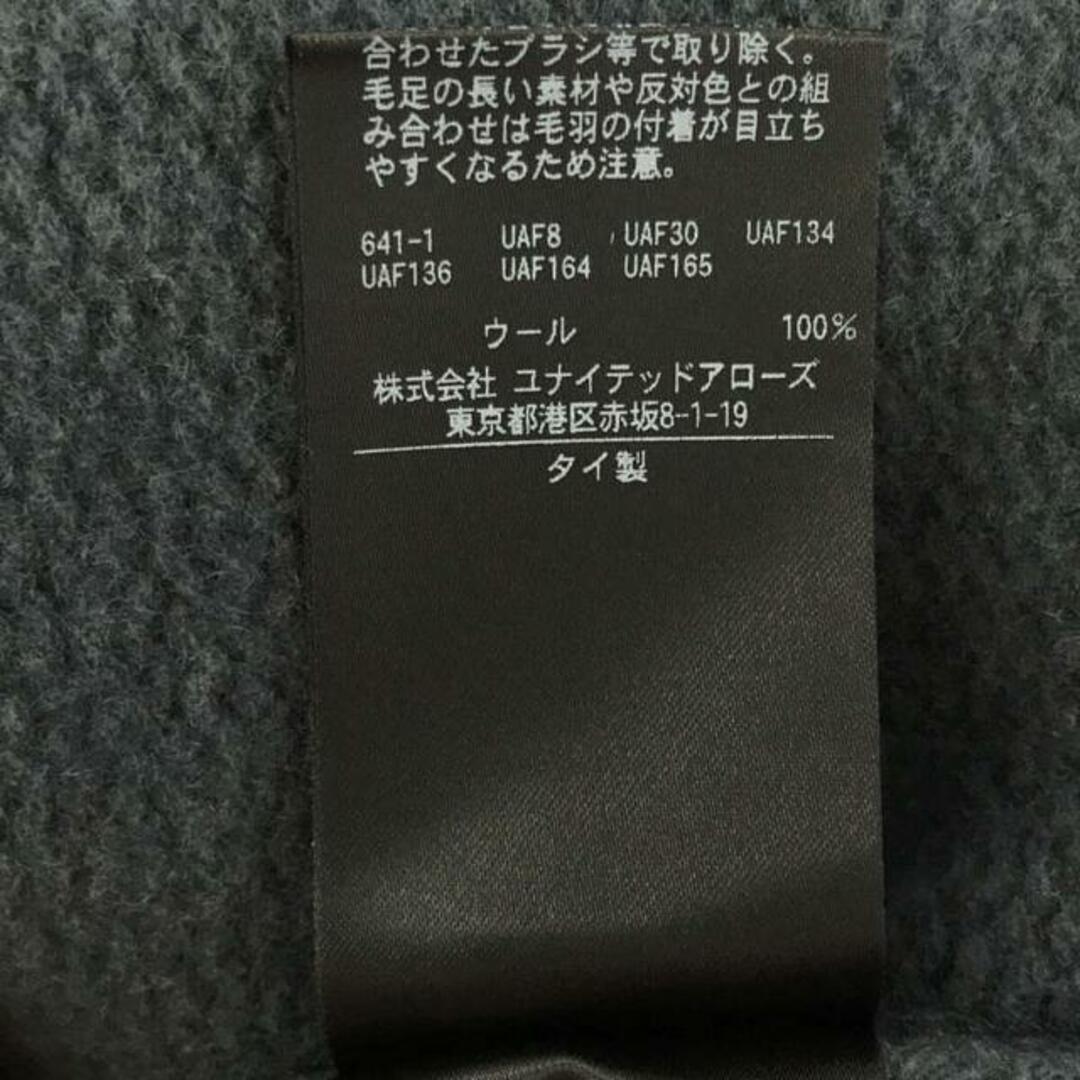 合わせたブラシ等で取り除く。
毛足の長い素材や反対色との組
み合わせは毛羽の付着が目立ち
やすくなるため注意。
641-1 UAF8 UAF30 UAF134
UAF136 UAF164 UAF165
ウール 100%
株式会社 ユナイテッドアローズ
東京都港区赤坂8-1-19
タイ製